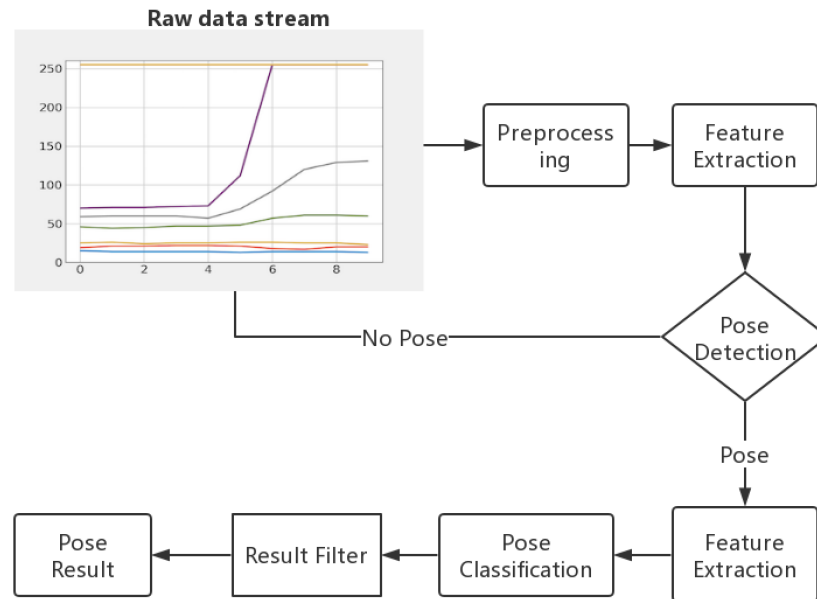 Raw data stream
250
200
150
100
50
0
0 2 4 6 8
Preprocess
ing
Feature
Extraction
Pose
Detection
No Pose
Pose
Feature
Extraction
Pose
Classification
Result Filter
Pose
Result